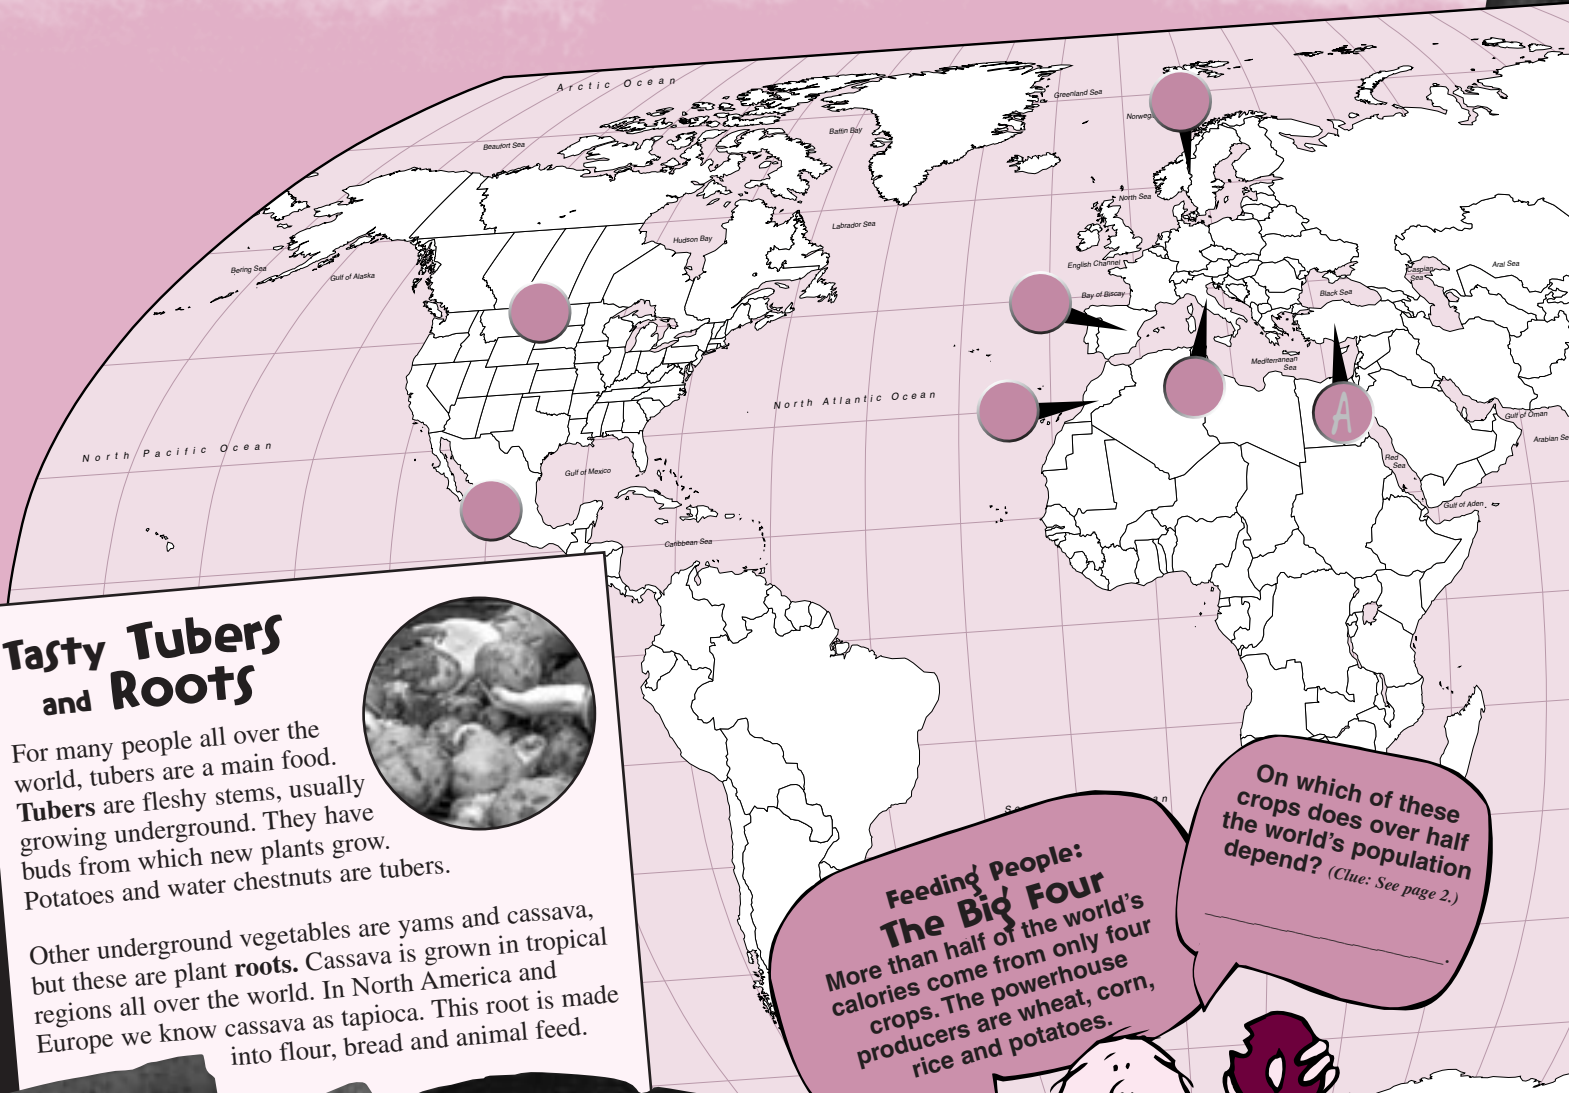 Arctic Ocean
Beaufort Sea
Baffin Bay
Greenland Sea
Bering Sea
Gulf of Alaska
Hudson Bay
Labrador Sea
North Sea
English Channel
Bay of Biscay
Black Sea
Caspian
Sea
Aral Sea
Mediterranean
Sea
North Atlantic Ocean
North Pacific Ocean
Gulf of Mexico
Caribbean Sea
A
Red
Sea
Gulf of Oman
Gulf of Aden
Tasty Tubers
and Roots
For many people all over the
world, tubers are a main food.
Tubers are fleshy stems, usually
growing underground. They have
buds from which new plants grow.
Potatoes and water chestnuts are tubers.
Other underground vegetables are yams and cassava,
but these are plant roots. Cassava is grown in tropical
regions all over the world. In North America and
Europe we know cassava as tapioca. This root is made
into flour, bread and animal feed.
Feeding People:
The Big Four
More than half of the world's
calories come from only four
crops. The powerhouse
producers are wheat, corn,
rice and potatoes.
On which of these
crops does over half
the world's population
depend? (Clue: See page 2.)